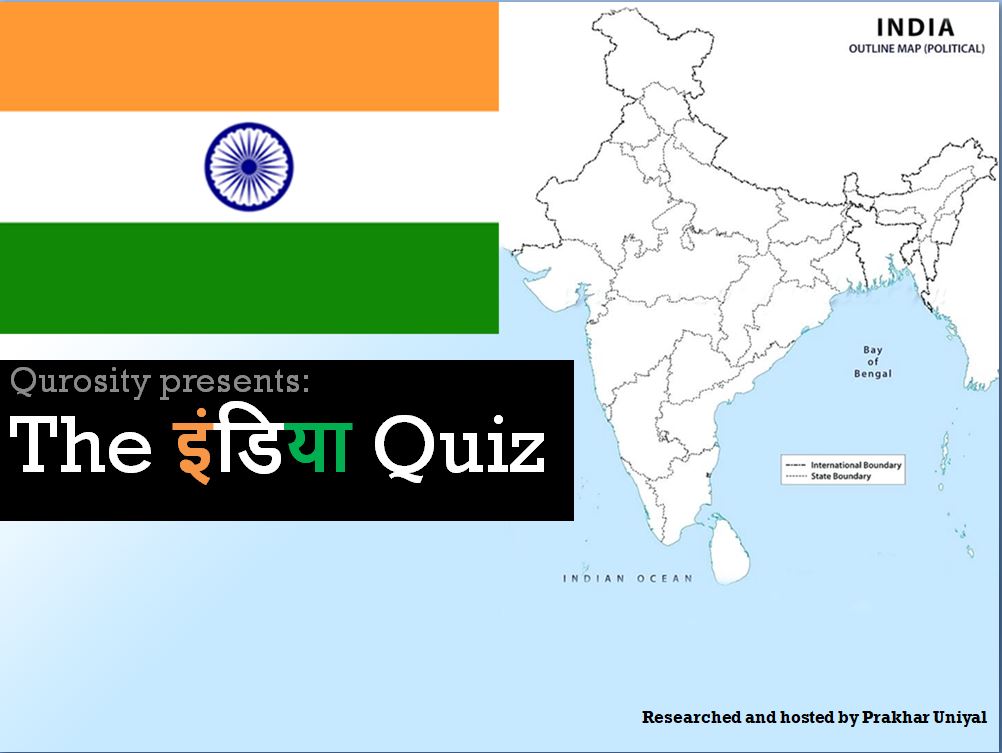 INDIA
OUTLINE MAP (POLITICAL)
Qurosity presents:
The इंडिया Quiz
Bay
of
Bengal
International Boundary
State Boundary
INDIAN OCEAN
Researched and hosted by Prakhar Uniyal